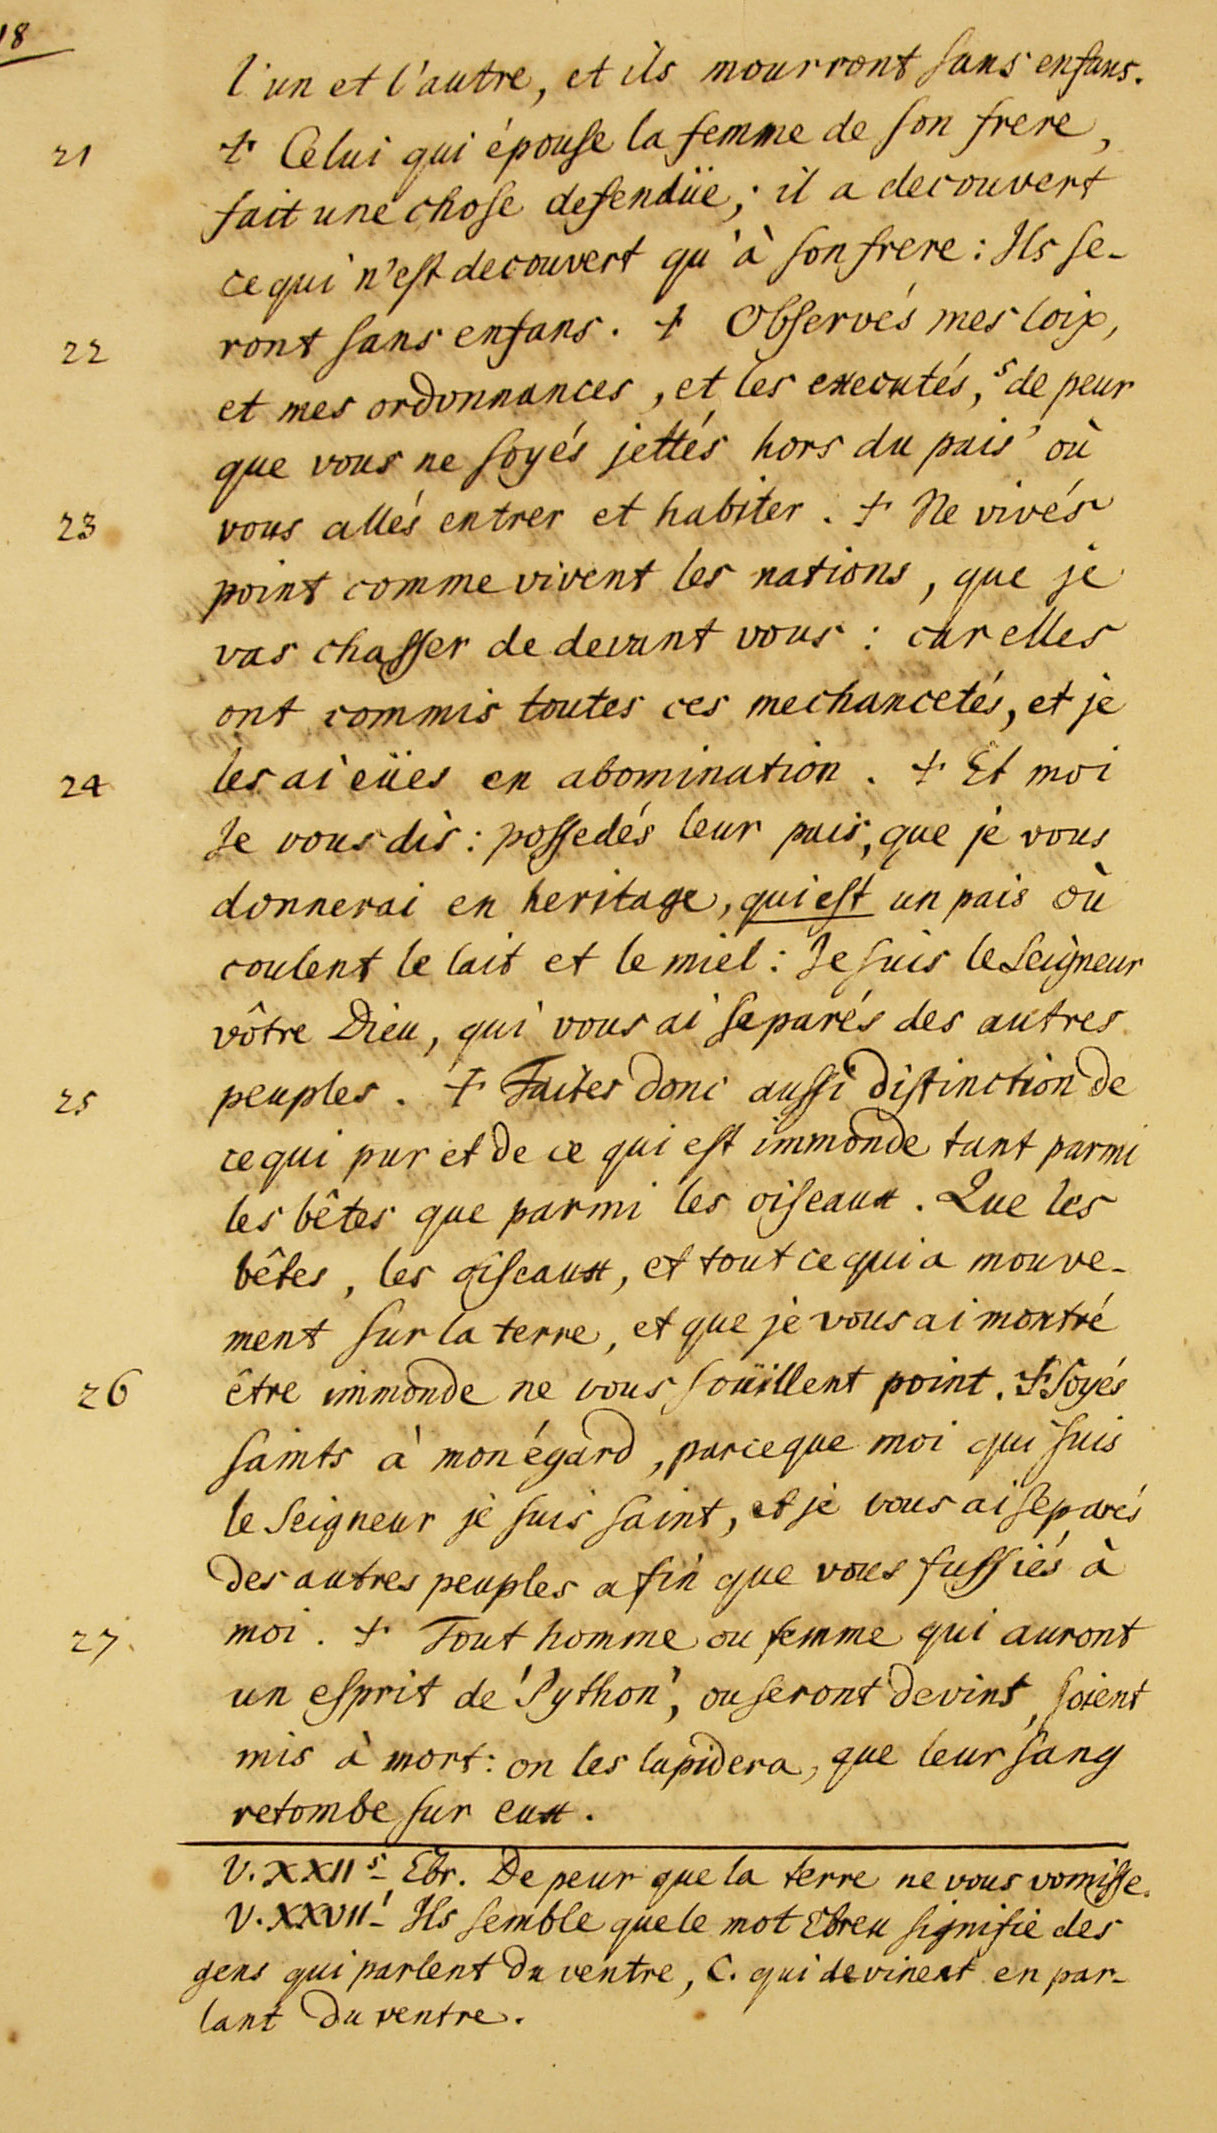 18
l'un et l'autre, et ils mourront sans enfans.
21 + Celui qui épouse la femme de son frere,
fait une chose defendüe; il a decouvert
ce qui n'est decouvert qu'à son frere: Ils se-
22 ront sans enfans. + Observés mes loix,
et mes ordonnances, et les executés, s de peur
que vous ne soyés jettés hors du pais où
23 vous allés entrer et habiter. + Ne vivés
point comme vivent les nations, que je
vas chasser de devant vous: car elles
ont commis toutes ces mechancetés, et je
24 les ai eües en abomination. + Et moi
Je vous dis: possedés leur païs, que je vous
donnerai en heritage, qui est un pais où
coulent le lait et le miel: Je suis le Seigneur
vôtre Dieu, qui vous ai separés des autres
25 peuples. + Faites donc aussi distinction de
ce qui pur et de ce qui est immonde tant parmi
les bêtes que parmi les oiseaux. Que les
bêtes, les oiseaux, et tout ce qui a mouve-
ment sur la terre, et que je vous ai montré
26 être immonde ne vous soüillent point. + Soyés
saints à mon égard, parceque moi qui suis
le Seigneur je suis saint, et je vous ai separés
des autres peuples afin que vous fussiés à
27 moi. + Tout homme ou femme qui auront
un esprit de 'Python', ou seront devins, soient
mis à mort: on les lapidera, que leur sang
retombe sur eux.
V. XXII s- Ebr. De peur que la terre ne vous vomisse.
V. XXVII t- Ils semble que le mot Ebreu signifie des
gens qui parlent du ventre, C. qui devinent en par-
lant du ventre.